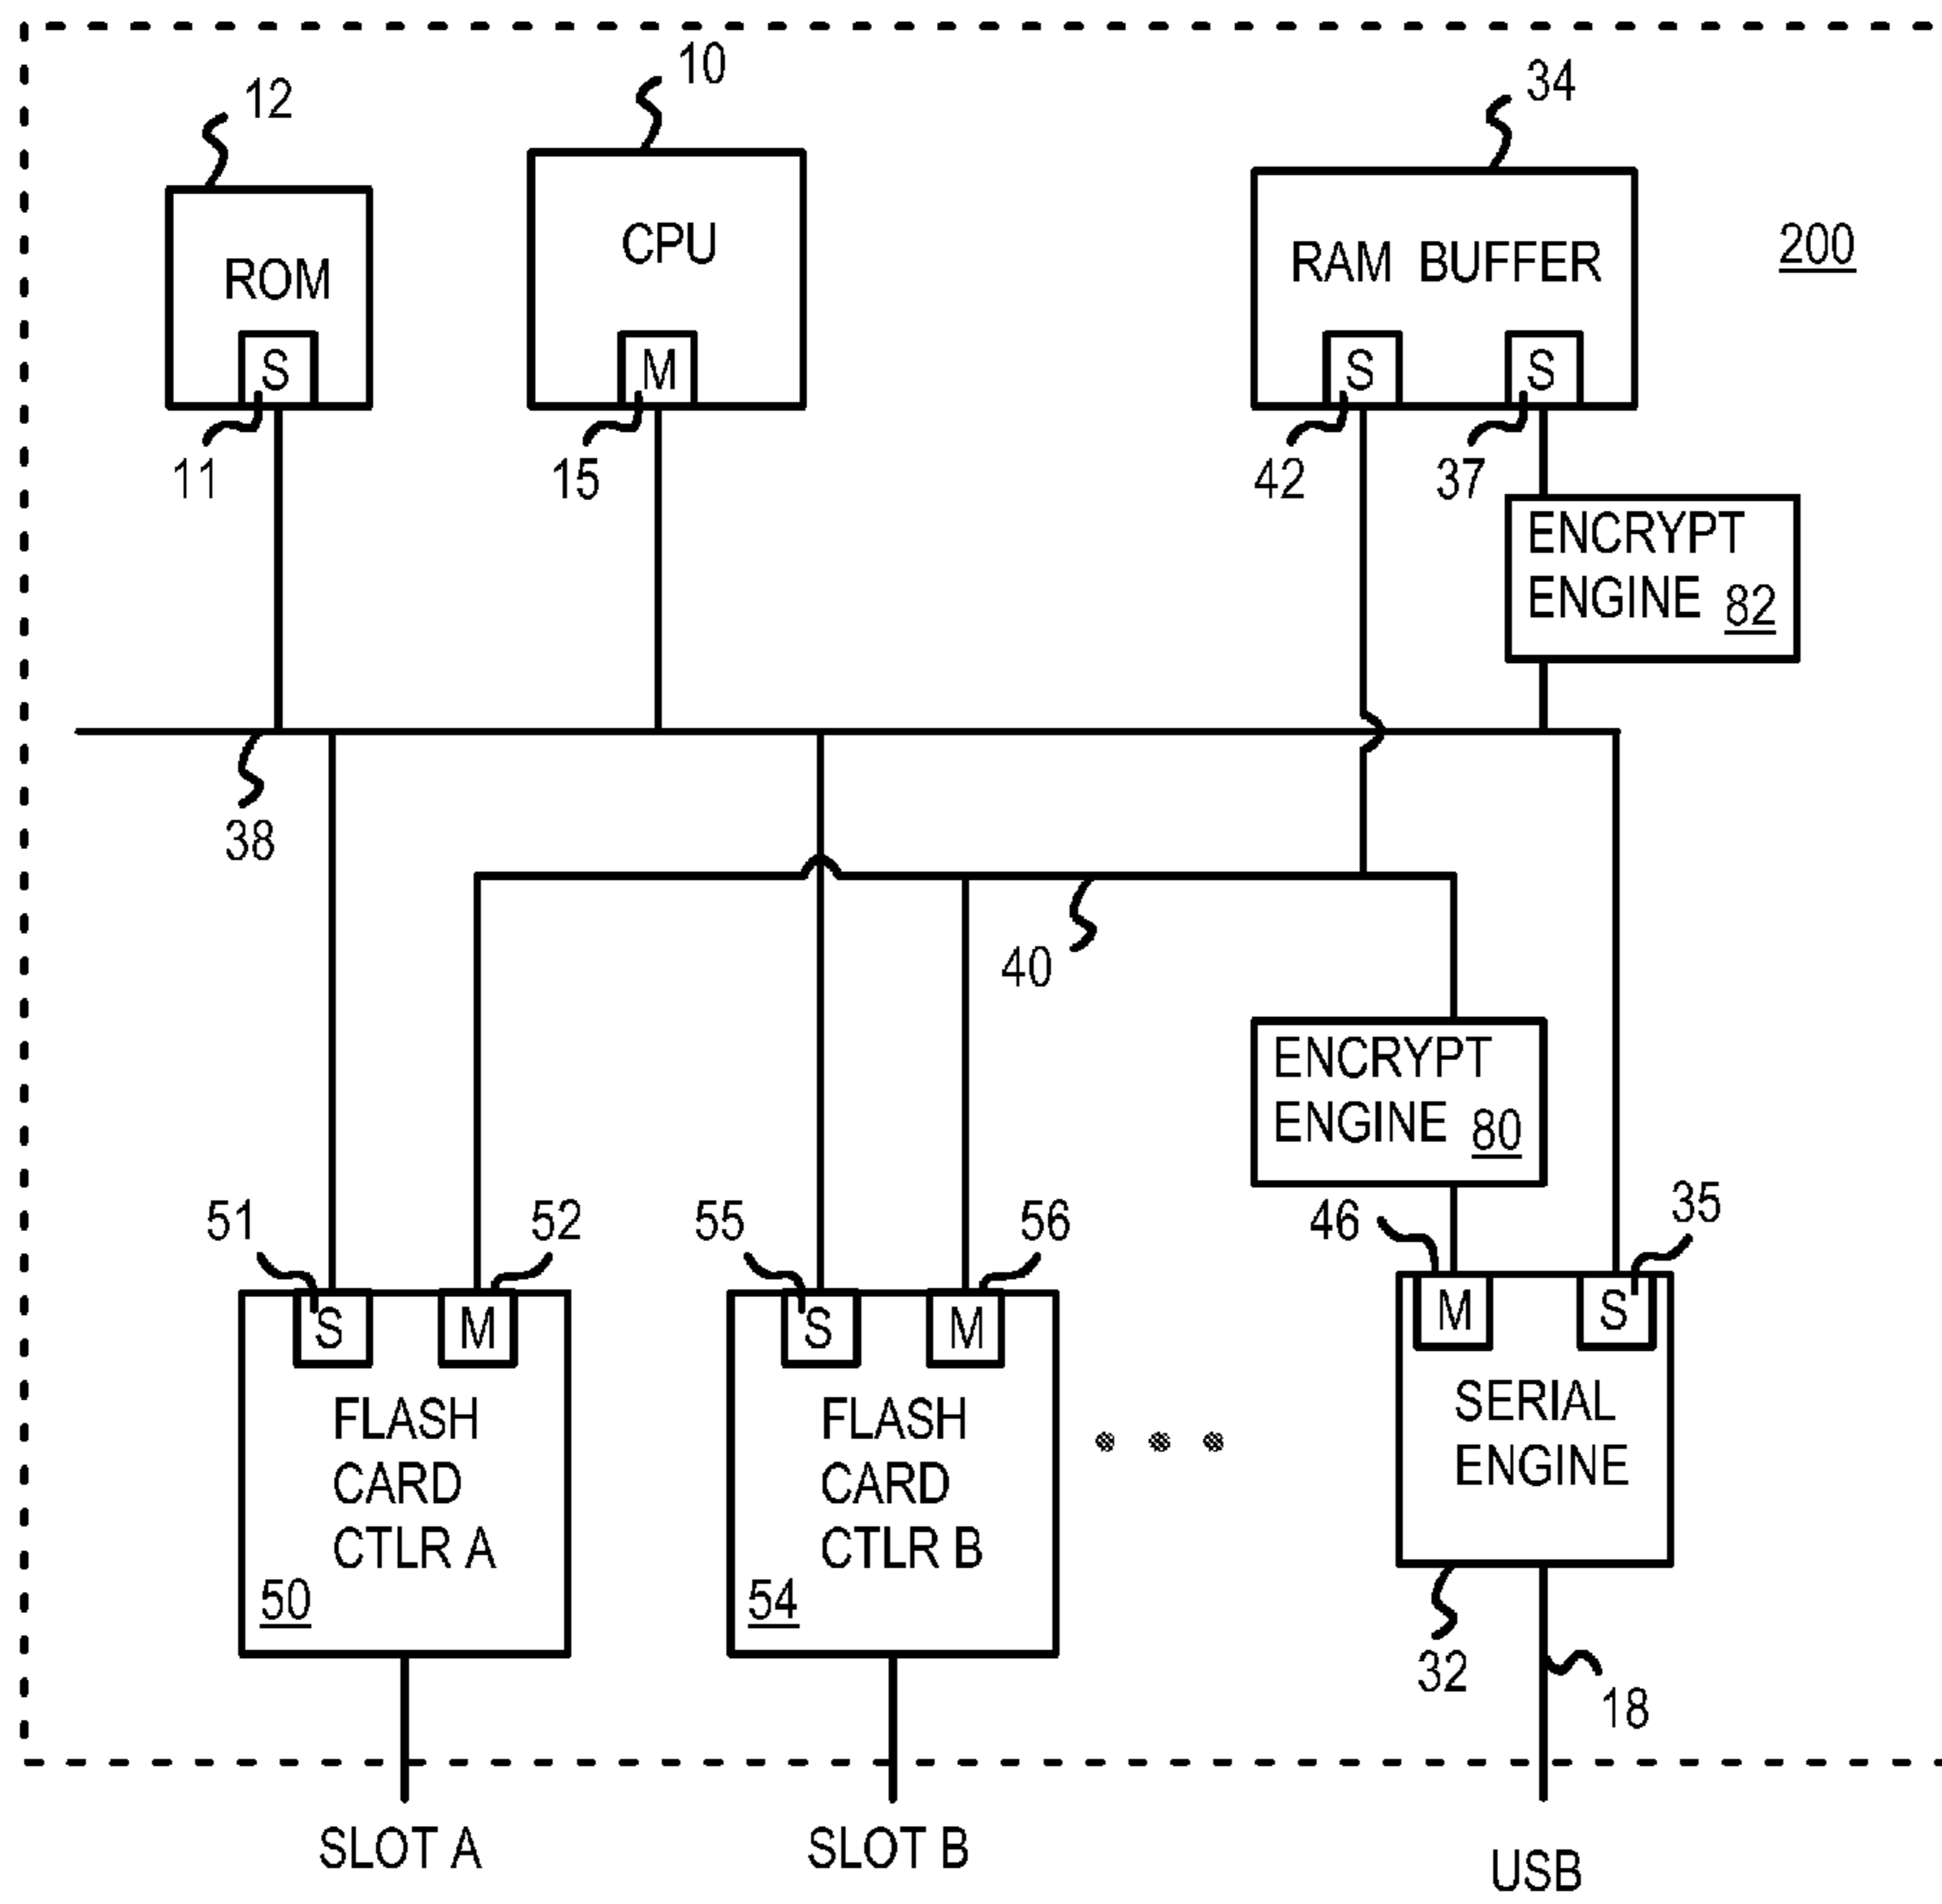 10
12
34
ROM
CPU
RAM BUFFER
200
S
M
S
S
11
15
42
37
ENCRYPT
ENGINE 82
38
40
ENCRYPT
ENGINE 80
51
52
55
56
46
35
S
M
S
M
M
S
FLASH
CARD
CTLR A
50
FLASH
CARD
CTLR B
54
SERIAL
ENGINE
32
18
SLOT A
SLOT B
USB